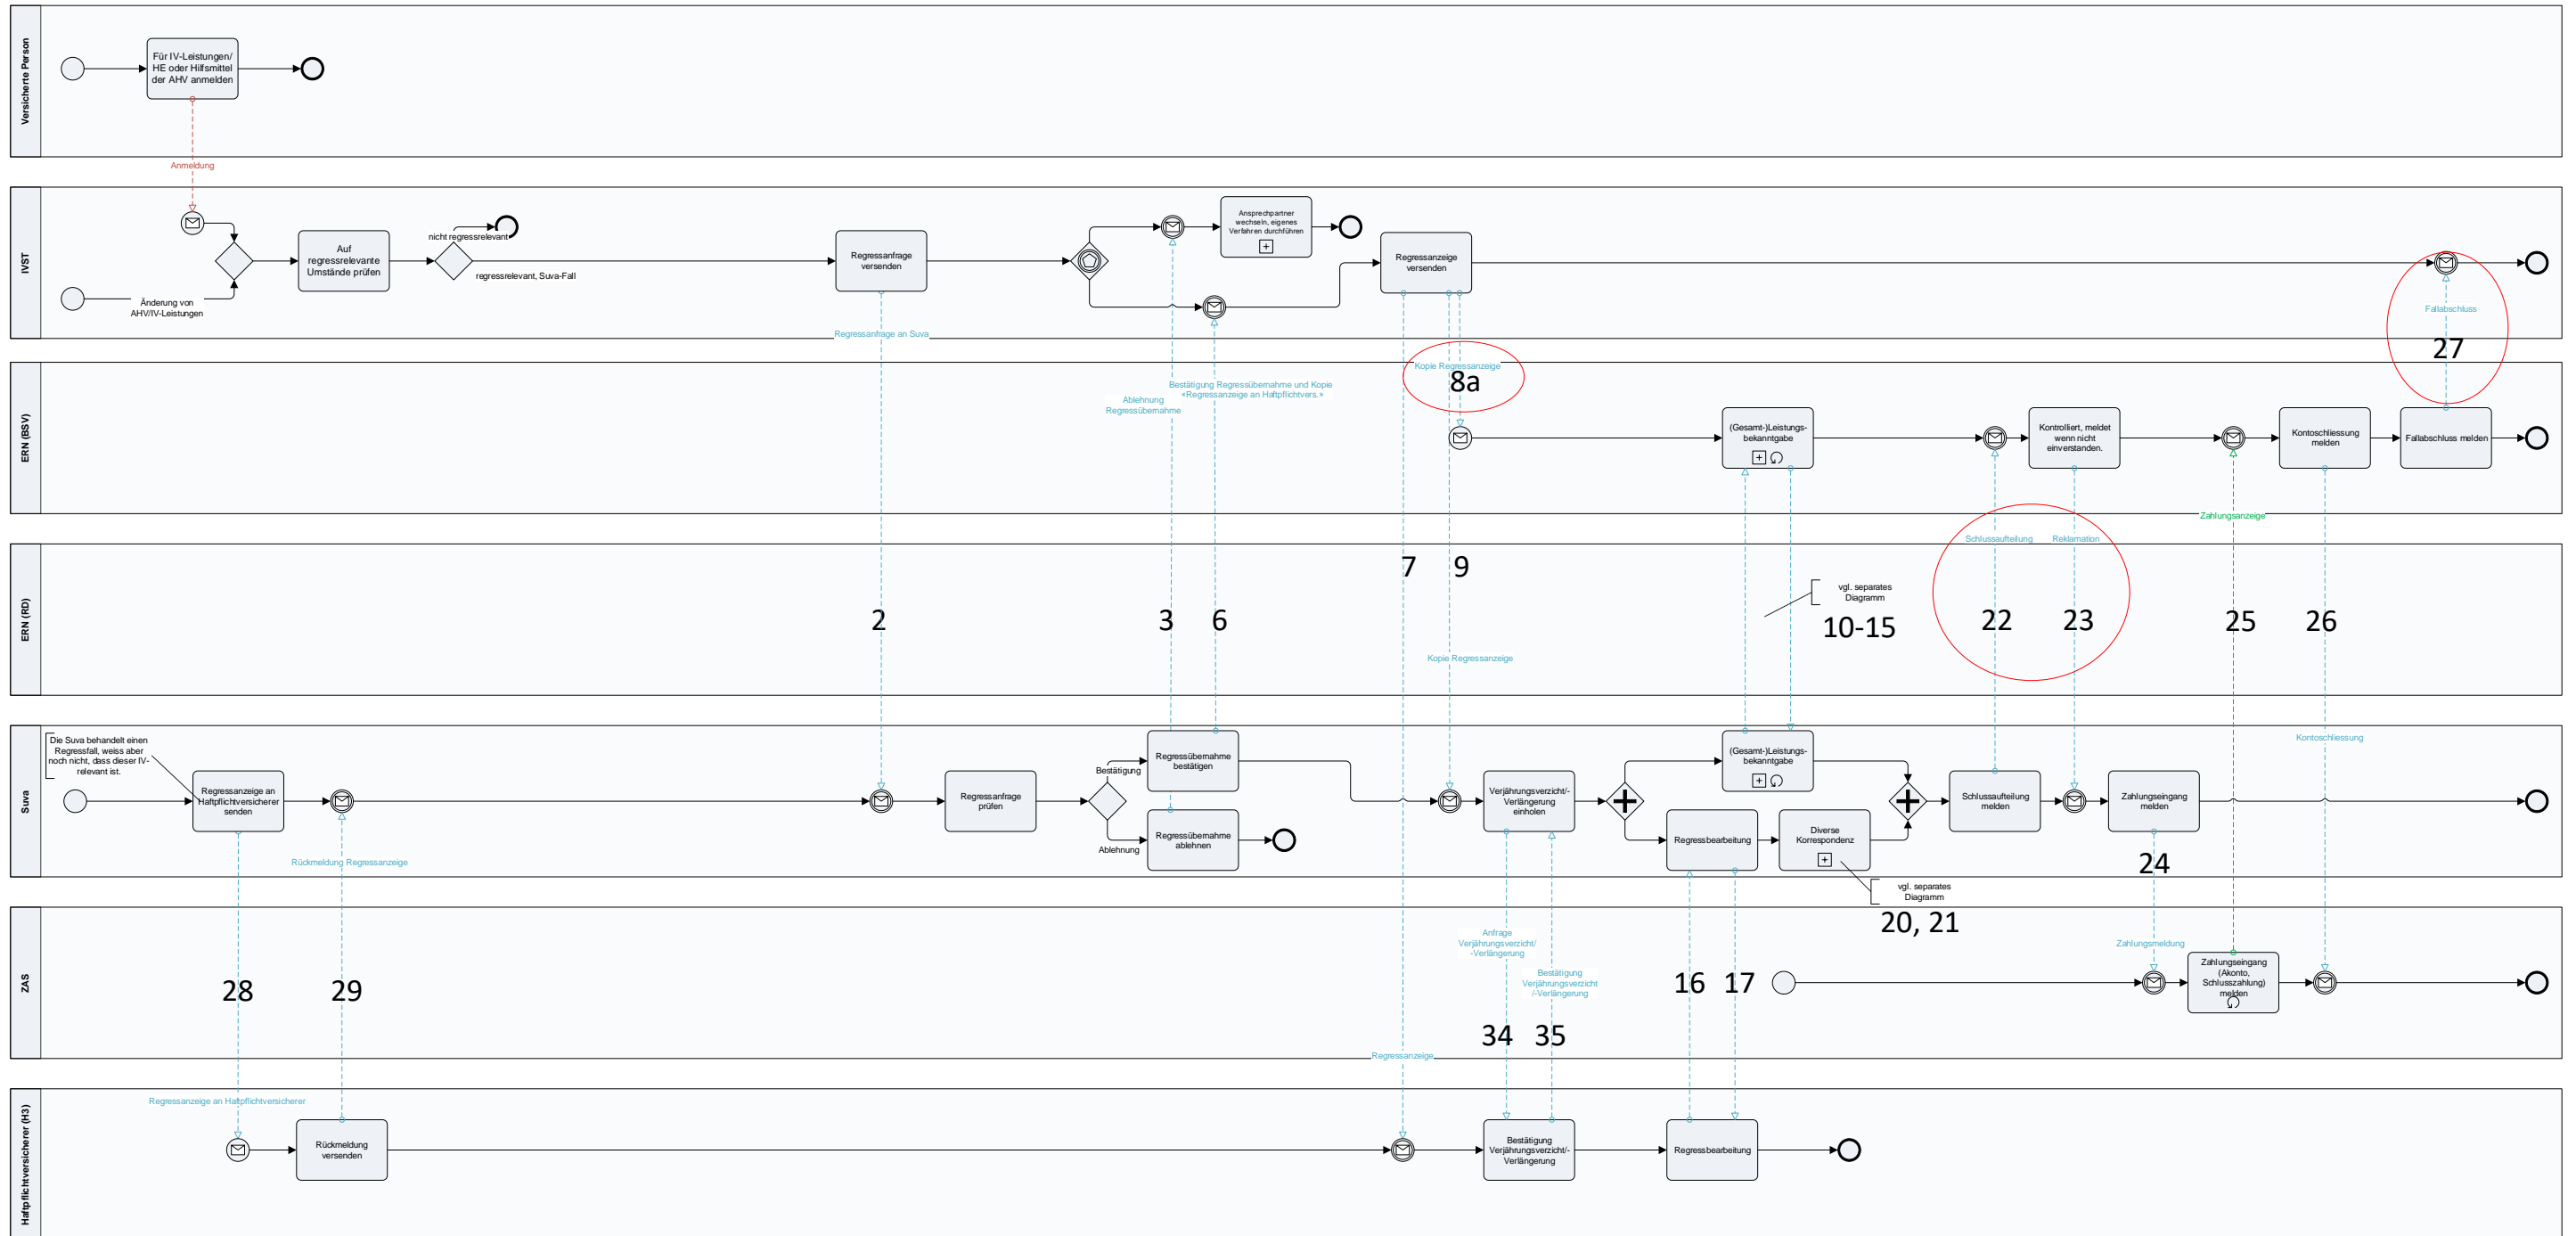 Versicherte Person
Für IV-Leistungen/
HE oder Hilfsmittel
der AHV anmelden
Anmeldung
IVST
Änderung von
AHV/IV-Leistungen
Auf
regressrelevante
Umstände prüfen
nicht regressrelevant
regressrelevant, Suva-Fall
Regressanfrage
versenden
Regressanfrage an Suva
Ansprechpartner
wechseln, eigenes
Verfahren durchführen
Regressanzeige
versenden
Fallabschluss
27
ERN (BSV)
Ablehnung
Regressübernahme
Bestätigung Regressübernahme und Kopie
«Regressanzeige an Haftpflichtvers.»
Kopie Regressanzeige
8a
(Gesamt-)Leistungs-
bekanntgabe
Kontrolliert, meldet
wenn nicht
einverstanden.
Kontoschliessung
melden
Fallabschluss melden
Zahlungsanzeige
ERN (RD)
2
3
6
7
9
Kopie Regressanzeige
vgl. separates
Diagramm
10-15
Schlussaufteilung
Reklamation
22
23
25
26
Suva
Die Suva behandelt einen
Regressfall, weiss aber
noch nicht, dass dieser IV-
relevant ist.
Regressanzeige an
Haftpflichtversicherer
senden
Rückmeldung Regressanzeige
Regressanfrage
prüfen
Bestätigung
Ablehnung
Regressübernahme
bestätigen
Regressübernahme
ablehnen
Verjährungsverzicht/-
Verlängerung
einholen
(Gesamt-)Leistungs-
bekanntgabe
Regressbearbeitung
Diverse
Korrespondenz
vgl. separates
Diagramm
20, 21
Schlussaufteilung
melden
Zahlungseingang
melden
24
Kontoschliessung
ZAS
28
29
Anfrage
Verjährungsverzicht/
-Verlängerung
Bestätigung
Verjährungsverzicht
/-Verlängerung
34
35
16
17
Zahlungsmeldung
Zahlungseingang
(Akonto,
Schlusszahlung)
melden
Regressanzeige
Haftpflichtversicherer (H3)
Regressanzeige an Haftpflichtversicherer
Rückmeldung
versenden
Bestätigung
Verjährungsverzicht/-
Verlängerung
Regressbearbeitung